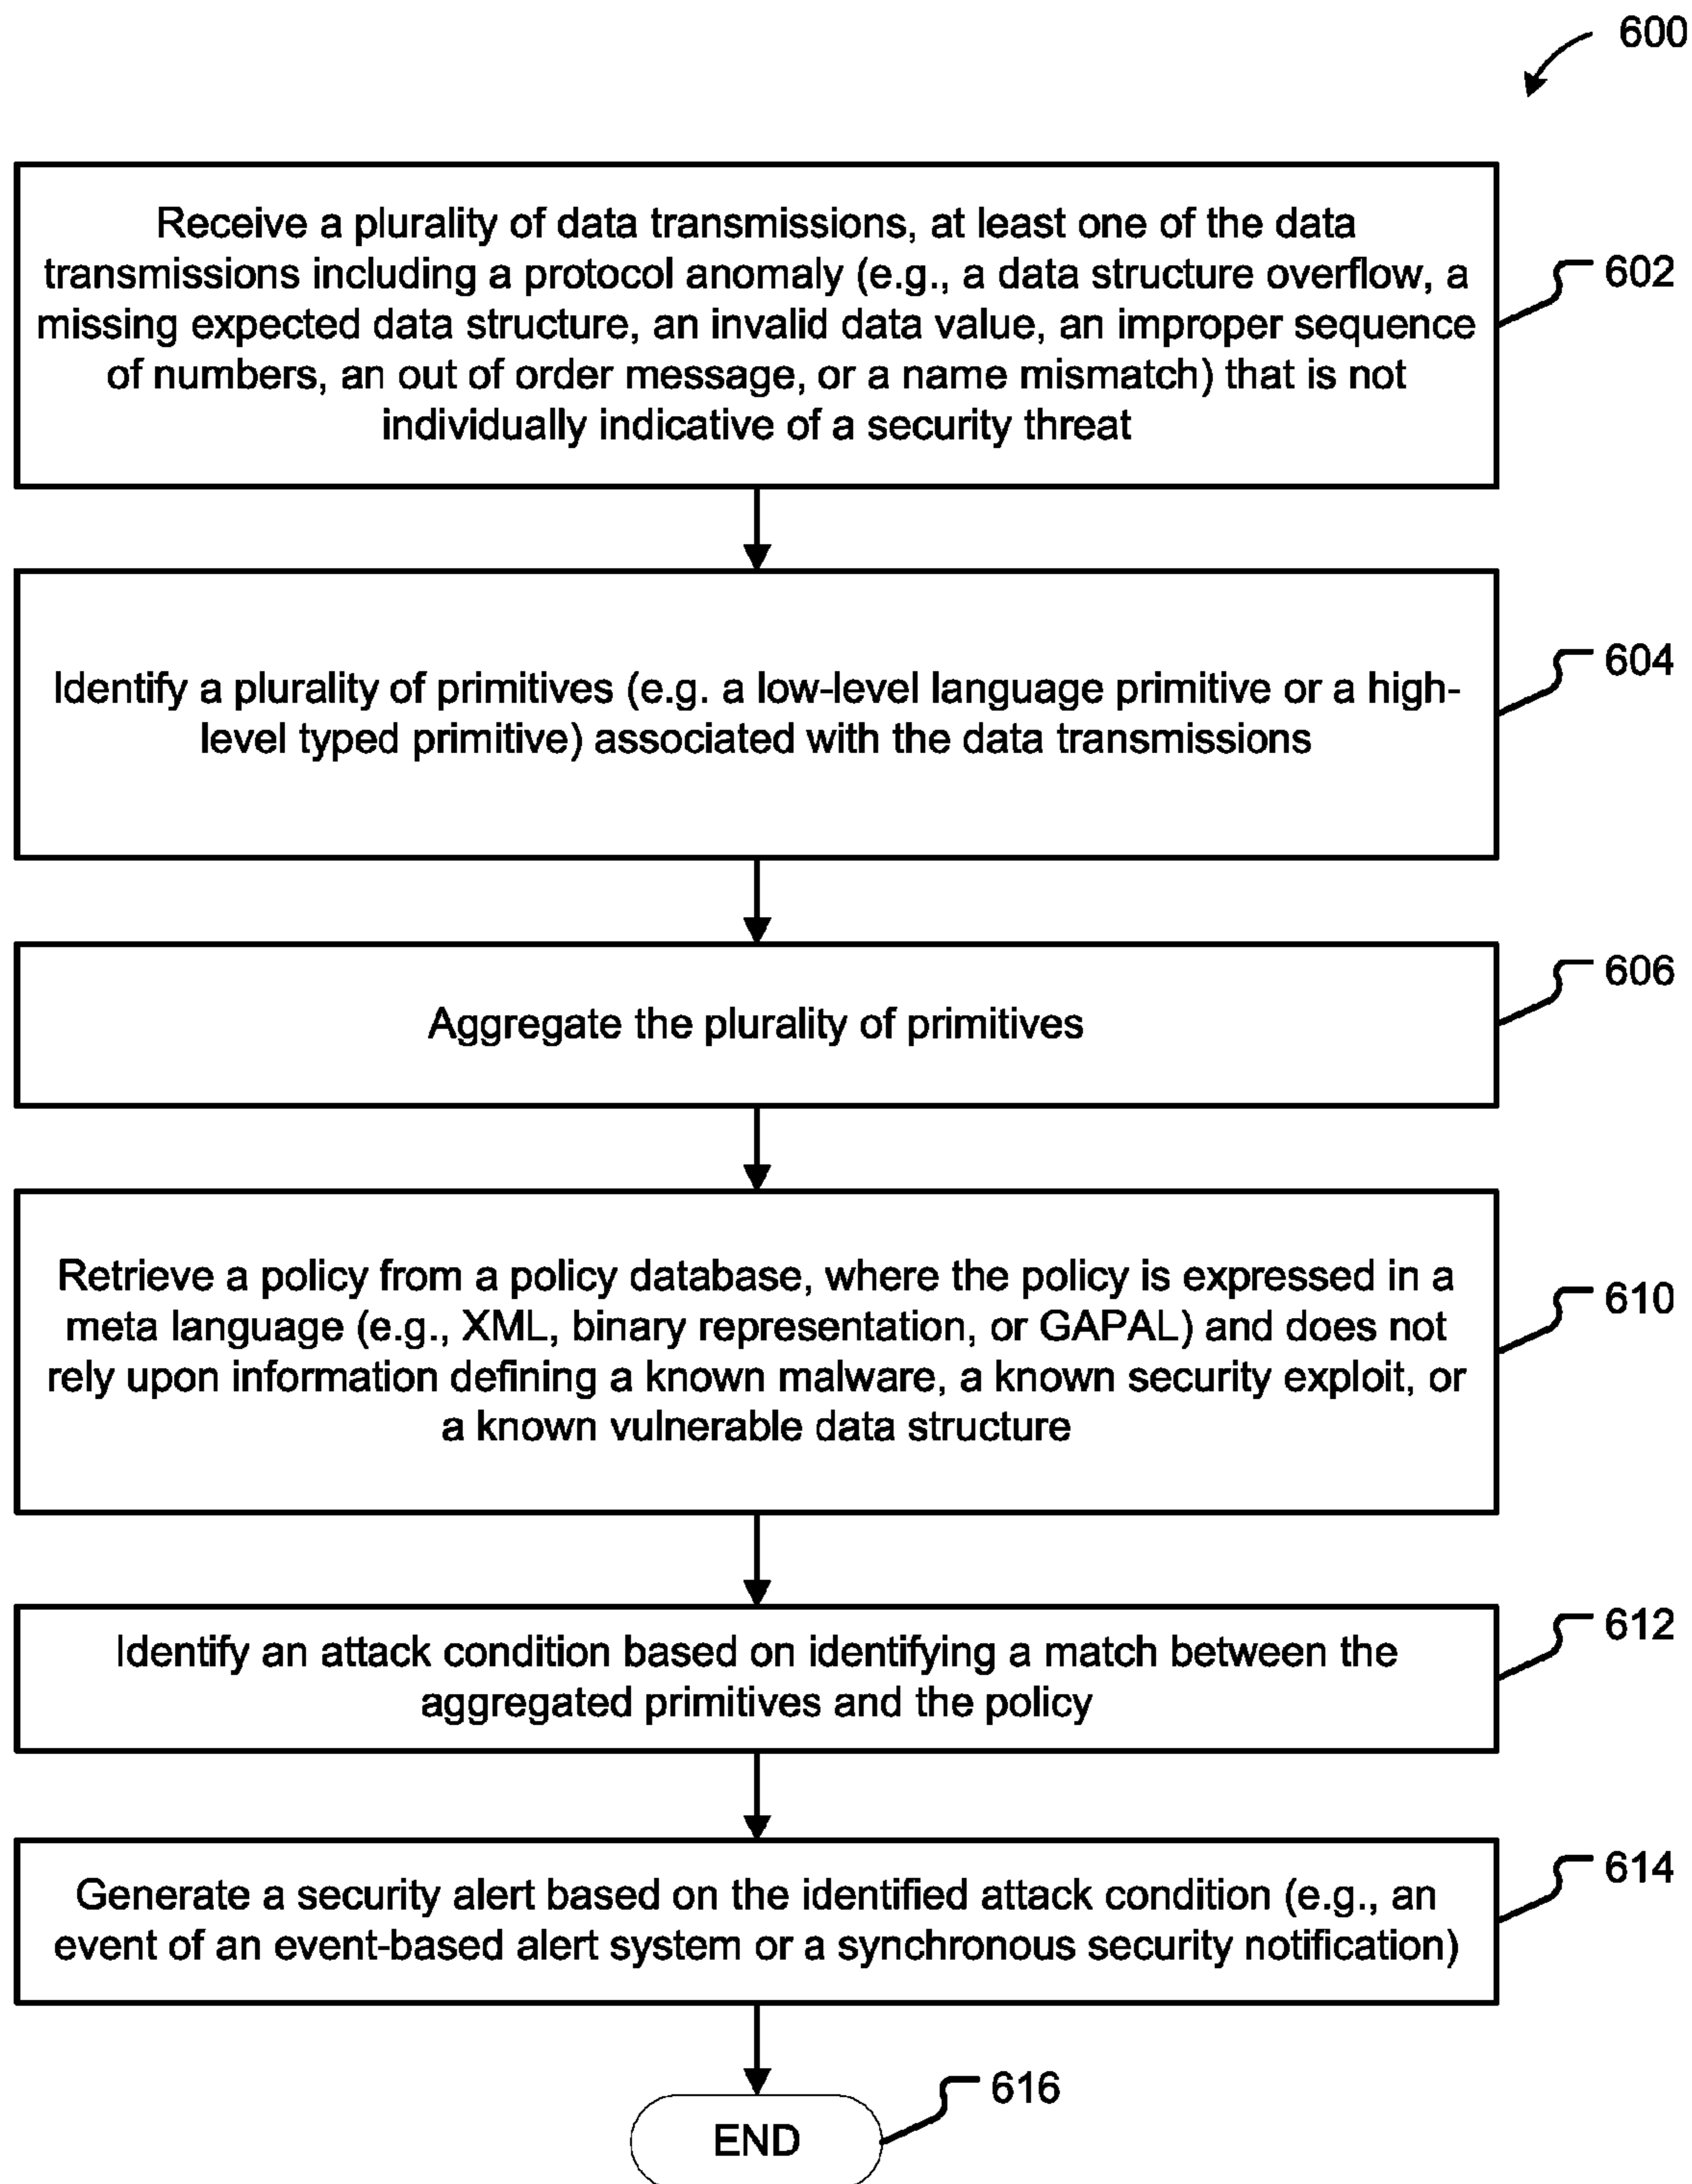 600
Receive a plurality of data transmissions, at least one of the data
transmissions including a protocol anomaly (e.g., a data structure overflow, a
missing expected data structure, an invalid data value, an improper sequence
of numbers, an out of order message, or a name mismatch) that is not
individually indicative of a security threat
602
Identify a plurality of primitives (e.g. a low-level language primitive or a high-
level typed primitive) associated with the data transmissions
604
Aggregate the plurality of primitives
606
Retrieve a policy from a policy database, where the policy is expressed in a
meta language (e.g., XML, binary representation, or GAPAL) and does not
rely upon information defining a known malware, a known security exploit, or
a known vulnerable data structure
610
Identify an attack condition based on identifying a match between the
aggregated primitives and the policy
612
Generate a security alert based on the identified attack condition (e.g., an
event of an event-based alert system or a synchronous security notification)
614
END
616